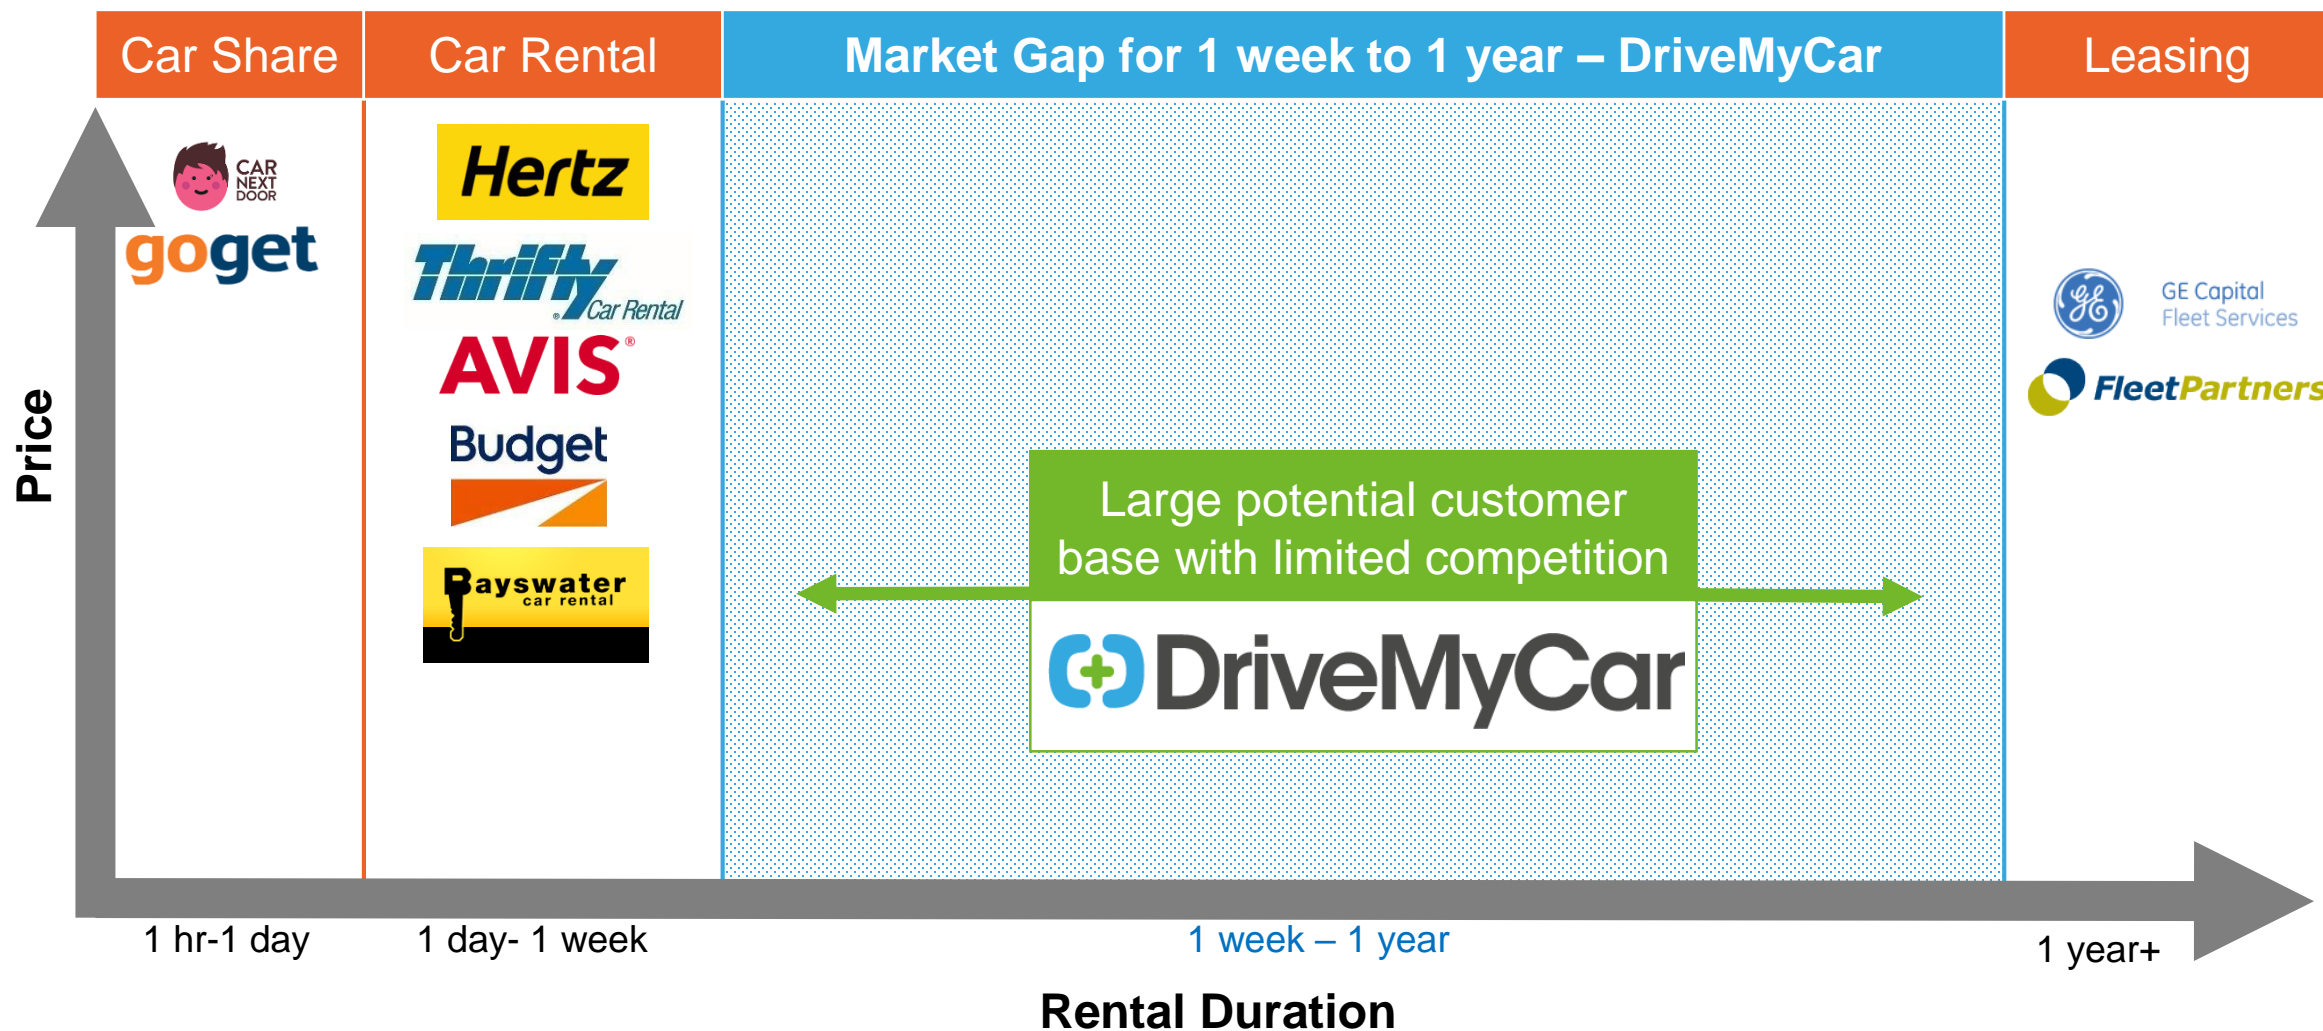 Car Share
Car Rental
Market Gap for 1 week to 1 year – DriveMyCar
Leasing
Price
CAR
NEXT
DOOR
goget
Hertz
Thrifty
Car Rental
AVIS®
Budget
Bayswater
car rental
Large potential customer
base with limited competition
DriveMyCar
GE
GE Capital
Fleet Services
FleetPartners
1 hr-1 day
1 day- 1 week
1 week – 1 year
1 year+
Rental Duration